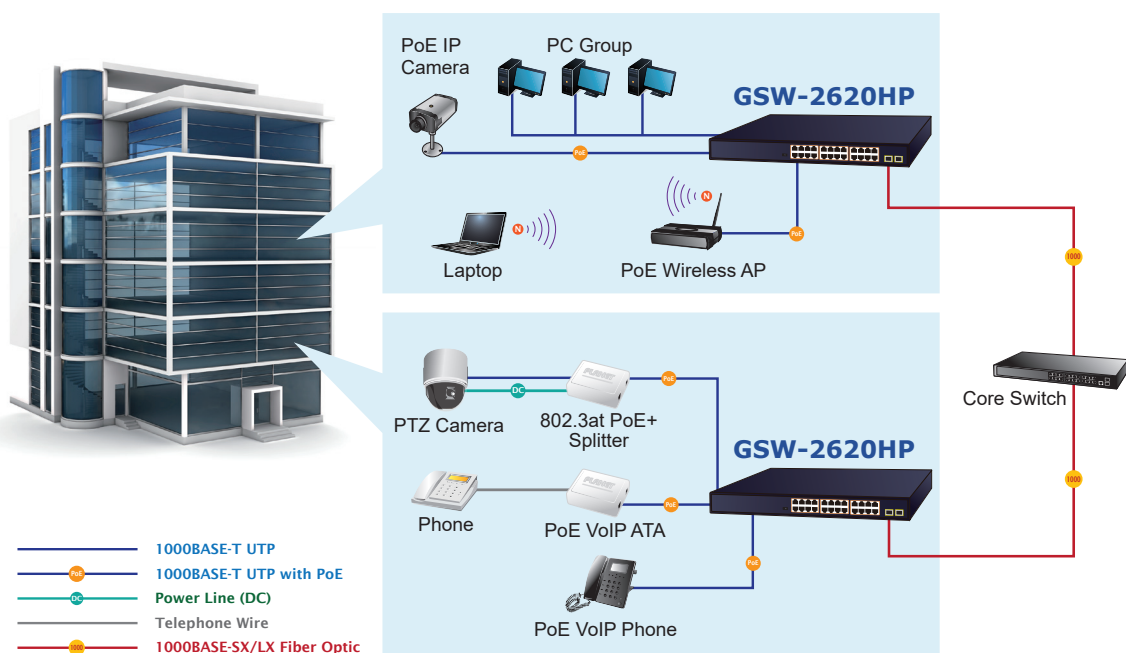 PoE IP
Camera
PC Group
GSW-2620HP
PoE
N
N
PoE
Laptop
PoE Wireless AP
1000
PLANET
PoE
DC
PTZ Camera
802.3at PoE+
Splitter
Core Switch
GSW-2620HP
PLANET
PoE
1000
Phone
PoE VoIP ATA
PoE
PoE VoIP Phone
1000BASE-T UTP
PoE
1000BASE-T UTP with PoE
DC
Power Line (DC)
Telephone Wire
1000
1000BASE-SX/LX Fiber Optic